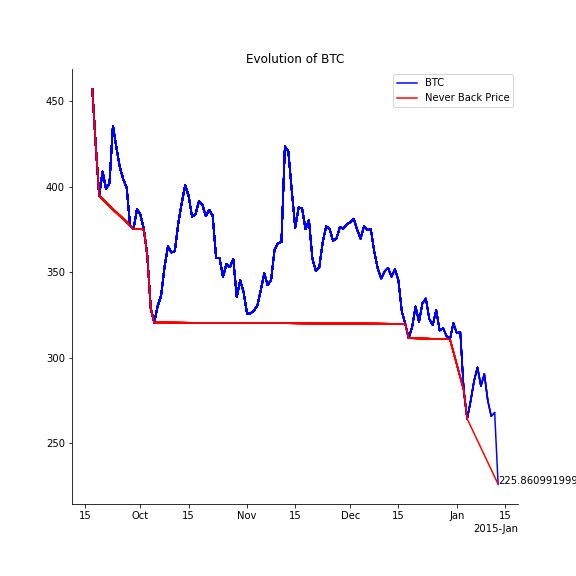 Evolution of BTC
BTC
Never Back Price
450
400
350
300
250
225.860991999
15
Oct
15
Nov
15
Dec
15
Jan
15
2015-Jan